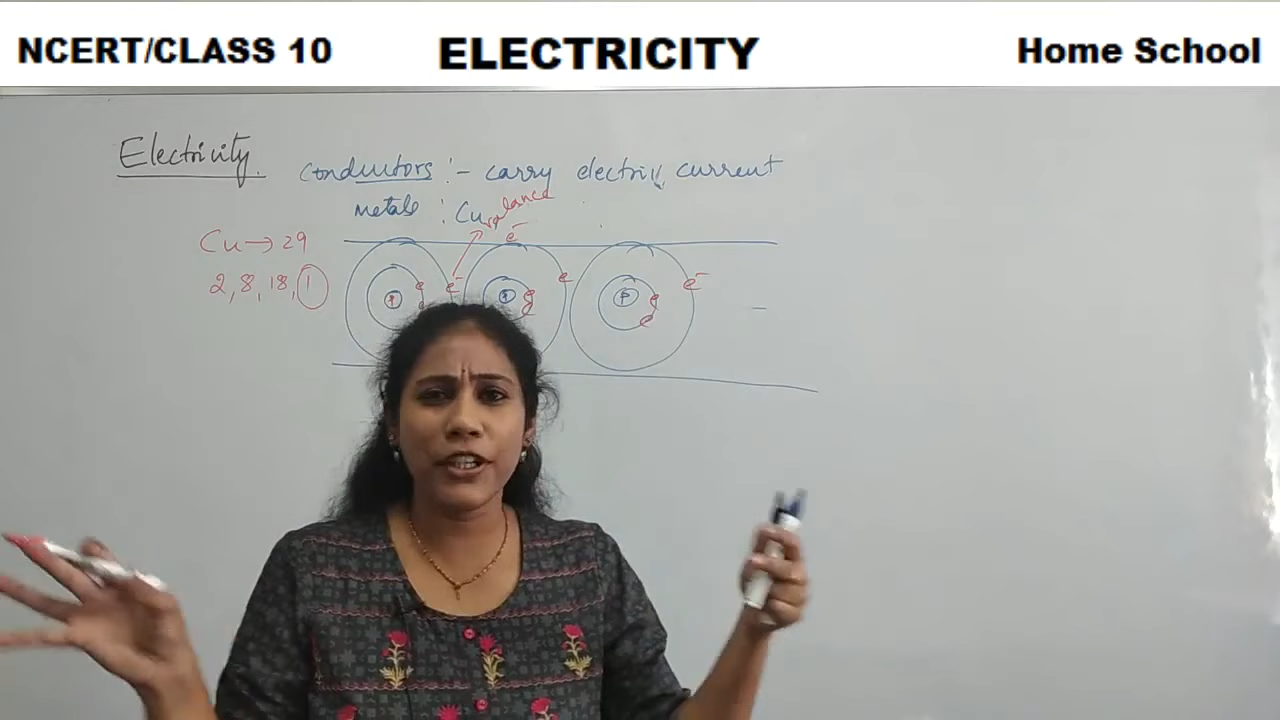 NCERT/CLASS 10 ELECTRICITY Home School
Electricity.
conductors :- carry electric current
metals : Cu
valance
Cu → 29
2, 8, 18, 1
e⁻
e e⁻ e e e⁻
p e p e
e e